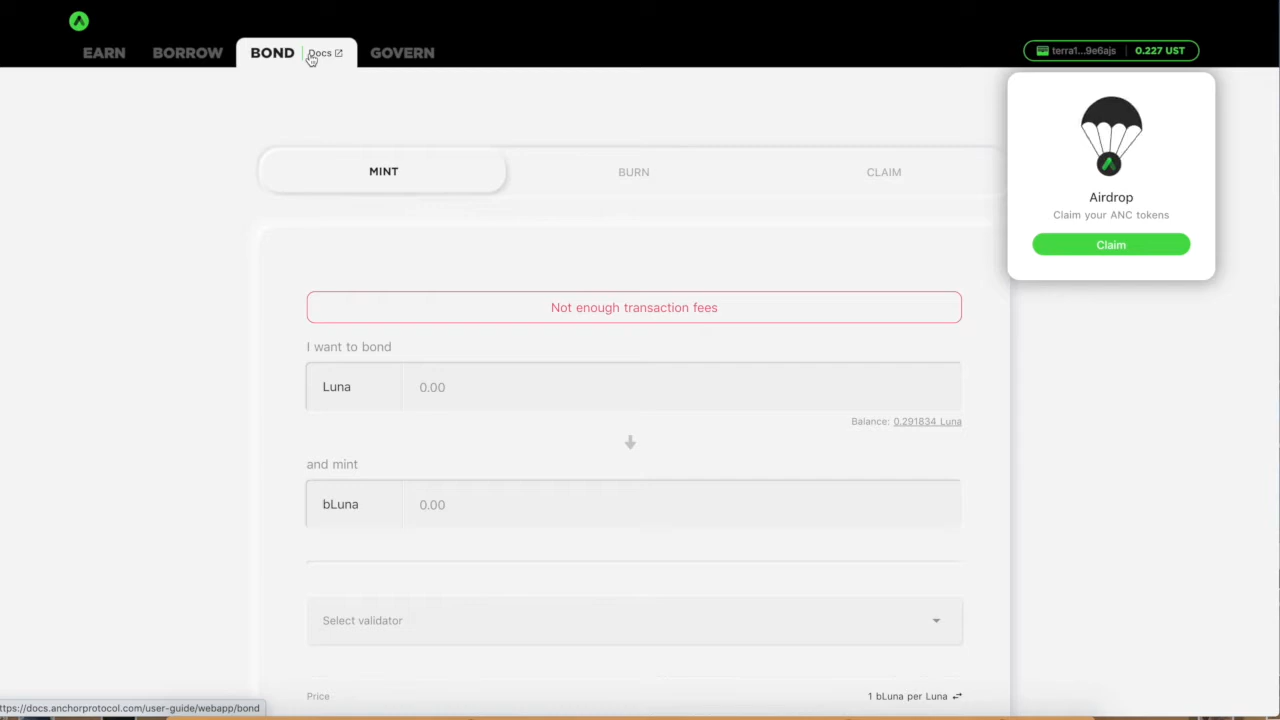 EARN BORROW BOND Docs GOVERN
terra1...9e6ajs 0.227 UST
MINT BURN CLAIM
Airdrop
Claim your ANC tokens
Claim
Not enough transaction fees
I want to bond
Luna 0.00
Balance: 0.291834 Luna
and mint
bLuna 0.00
Select validator
Price 1 bLuna per Luna
ttps://docs.anchorprotocol.com/user-guide/webapp/bond